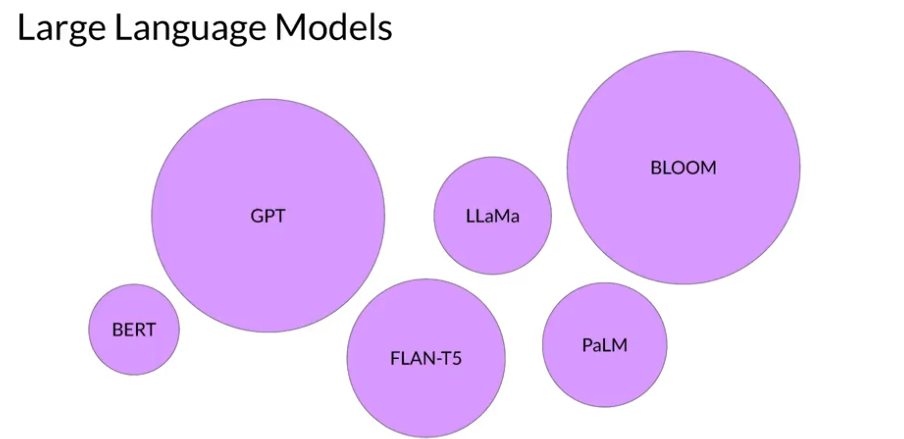 Large Language Models
BLOOM
GPT
LLaMa
BERT
FLAN-T5
PaLM